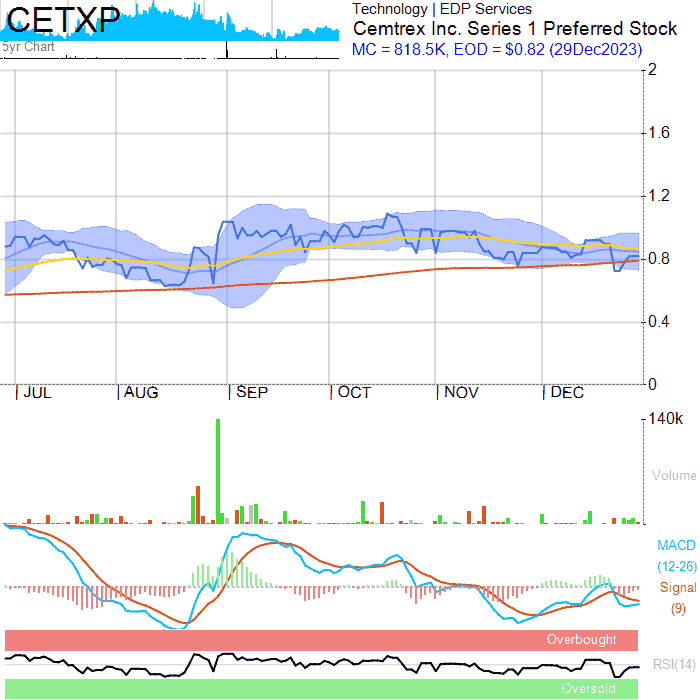 CETXP
5yr Chart
Technology | EDP Services
Cemtrex Inc. Series 1 Preferred Stock
MC = 818.5K, EOD = $0.82 (29Dec2023)
2
1.6
1.2
0.8
0.4
0
JUL AUG SEP OCT NOV DEC
140k
Volume
MACD
(12-26)
Signal
(9)
Overbought
RSI(14)
Oversold